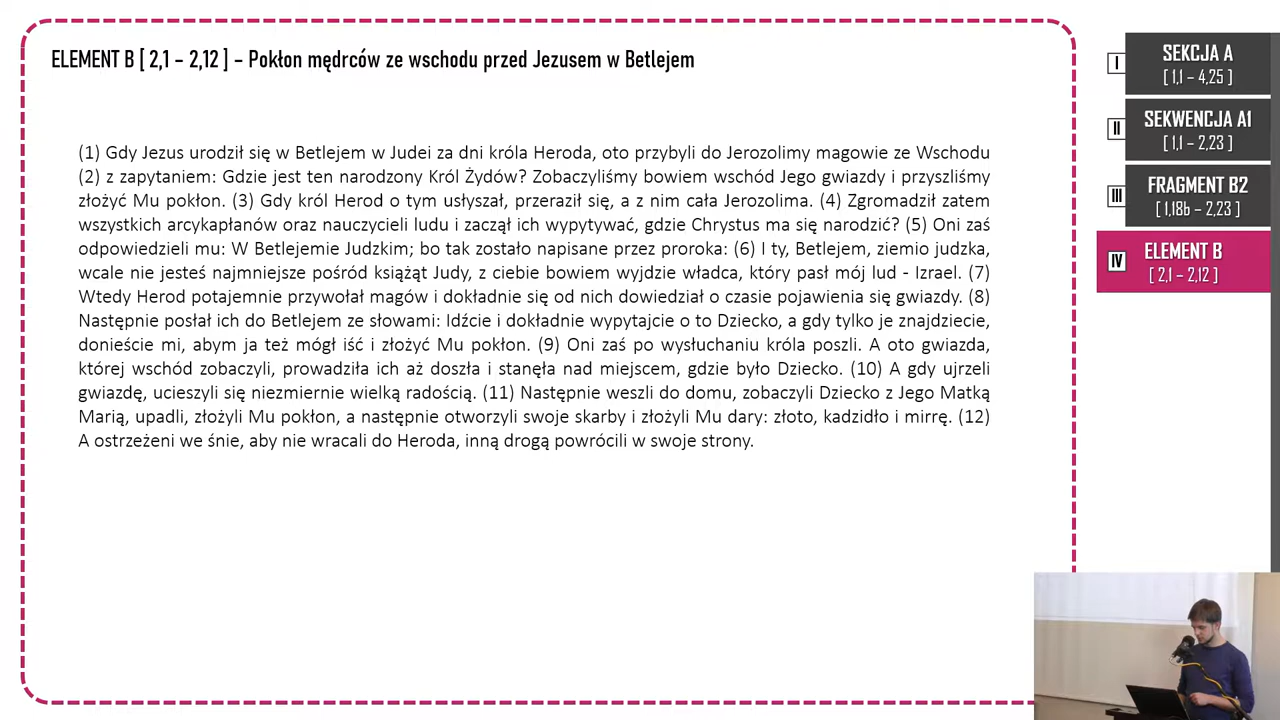 ELEMENT B [ 2,1 – 2,12 ] – Pokłon mędrców ze wschodu przed Jezusem w Betlejem
(1) Gdy Jezus urodził się w Betlejem w Judei za dni króla Heroda, oto przybyli do Jerozolimy magowie ze Wschodu
(2) z zapytaniem: Gdzie jest ten narodzony Król Żydów? Zobaczyliśmy bowiem wschód Jego gwiazdy i przyszliśmy
złożyć Mu pokłon. (3) Gdy król Herod o tym usłyszał, przeraził się, a z nim cała Jerozolima. (4) Zgromadził zatem
wszystkich arcykapłanów oraz nauczycieli ludu i zaczął ich wypytywać, gdzie Chrystus ma się narodzić? (5) Oni zaś
odpowiedzieli mu: W Betlejemie Judzkim; bo tak zostało napisane przez proroka: (6) I ty, Betlejem, ziemio judzka,
wcale nie jesteś najmniejsze pośród książąt Judy, z ciebie bowiem wyjdzie władca, który pasł mój lud - Izrael. (7)
Wtedy Herod potajemnie przywołał magów i dokładnie się od nich dowiedział o czasie pojawienia się gwiazdy. (8)
Następnie posłał ich do Betlejem ze słowami: Idźcie i dokładnie wypytajcie o to Dziecko, a gdy tylko je znajdziecie,
donieście mi, abym ja też mógł iść i złożyć Mu pokłon. (9) Oni zaś po wysłuchaniu króla poszli. A oto gwiazda,
której wschód zobaczyli, prowadziła ich aż doszła i stanęła nad miejscem, gdzie było Dziecko. (10) A gdy ujrzeli
gwiazdę, ucieszyli się niezmiernie wielką radością. (11) Następnie weszli do domu, zobaczyli Dziecko z Jego Matką
Marią, upadli, złożyli Mu pokłon, a następnie otworzyli swoje skarby i złożyli Mu dary: złoto, kadzidło i mirrę. (12)
A ostrzeżeni we śnie, aby nie wracali do Heroda, inną drogą powrócili w swoje strony.
I
SEKCJA A
[ 1,1 – 4,25 ]
II
SEKWENCJA A1
[ 1,1 – 2,23 ]
III
FRAGMENT B2
[ 1,18b – 2,23 ]
IV
ELEMENT B
[ 2,1 – 2,12 ]